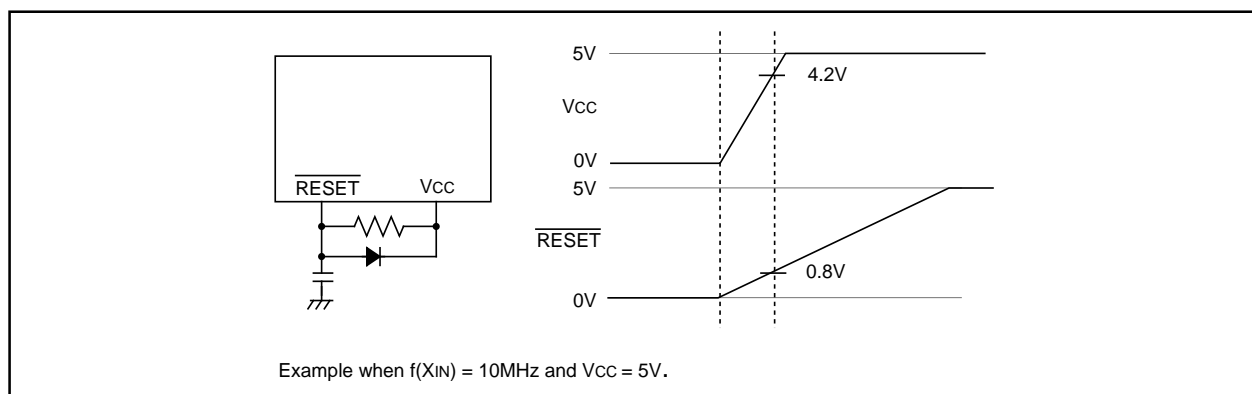 RESET
VCC
5V
4.2V
VCC
0V
5V
RESET
0.8V
0V
Example when f(XIN) = 10MHz and VCC = 5V.